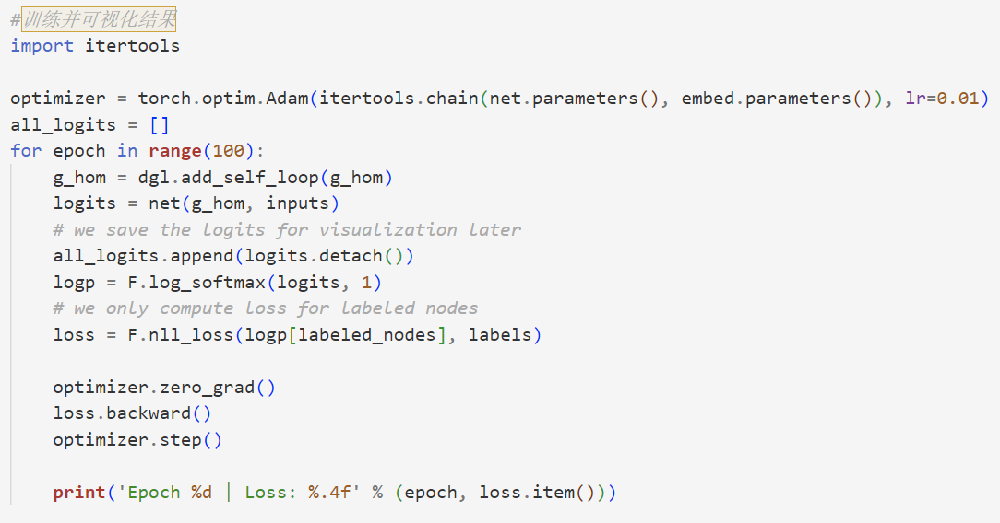 #训练并可视化结果
import itertools
optimizer = torch.optim.Adam(itertools.chain(net.parameters(), embed.parameters()), lr=0.01)
all_logits = []
for epoch in range(100):
    g_hom = dgl.add_self_loop(g_hom)
    logits = net(g_hom, inputs)
    # we save the logits for visualization later
    all_logits.append(logits.detach())
    logp = F.log_softmax(logits, 1)
    # we only compute loss for labeled nodes
    loss = F.nll_loss(logp[labeled_nodes], labels)
    optimizer.zero_grad()
    loss.backward()
    optimizer.step()
    print('Epoch %d | Loss: %.4f' % (epoch, loss.item()))